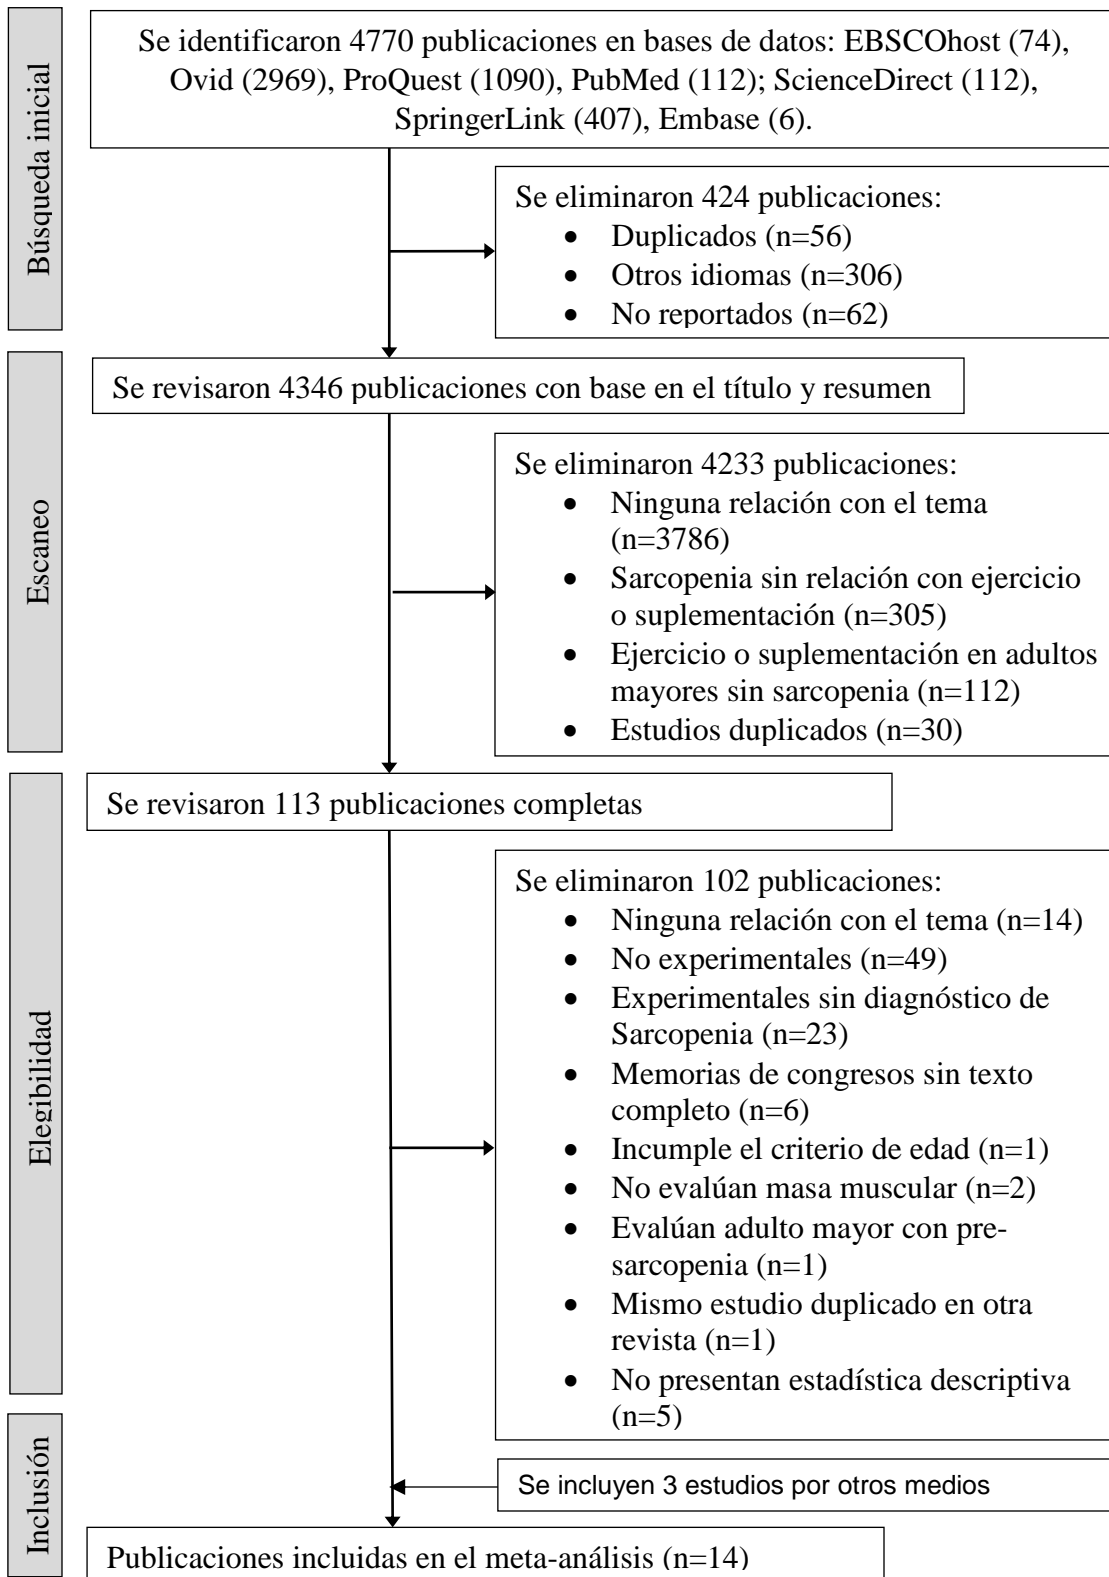 Búsqueda inicial
Se identificaron 4770 publicaciones en bases de datos: EBSCOhost (74),
Ovid (2969), ProQuest (1090), PubMed (112); ScienceDirect (112),
SpringerLink (407), Embase (6).
Se eliminaron 424 publicaciones:
• Duplicados (n=56)
• Otros idiomas (n=306)
• No reportados (n=62)
Escaneo
Se revisaron 4346 publicaciones con base en el título y resumen
Se eliminaron 4233 publicaciones:
• Ninguna relación con el tema
(n=3786)
• Sarcopenia sin relación con ejercicio
o suplementación (n=305)
• Ejercicio o suplementación en adultos
mayores sin sarcopenia (n=112)
• Estudios duplicados (n=30)
Elegibilidad
Se revisaron 113 publicaciones completas
Se eliminaron 102 publicaciones:
• Ninguna relación con el tema (n=14)
• No experimentales (n=49)
• Experimentales sin diagnóstico de
Sarcopenia (n=23)
• Memorias de congresos sin texto
completo (n=6)
• Incumple el criterio de edad (n=1)
• No evalúan masa muscular (n=2)
• Evalúan adulto mayor con pre-
sarcopenia (n=1)
• Mismo estudio duplicado en otra
revista (n=1)
• No presentan estadística descriptiva
(n=5)
Inclusión
Se incluyen 3 estudios por otros medios
Publicaciones incluidas en el meta-análisis (n=14)